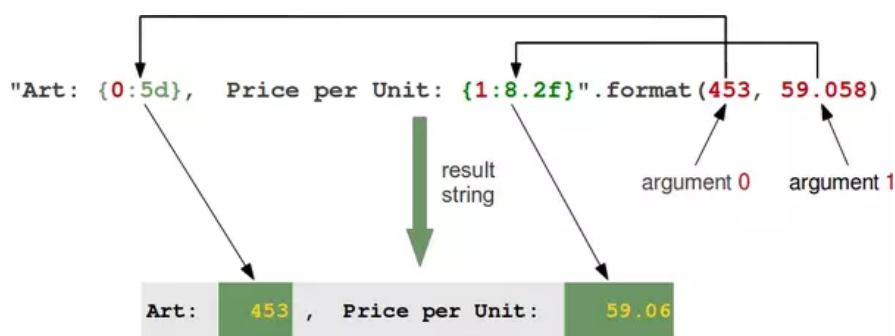 "Art: {0:5d},  Price per Unit: {1:8.2f}".format(453, 59.058)
result
string
argument 0
argument 1
Art:   453 ,  Price per Unit:    59.06